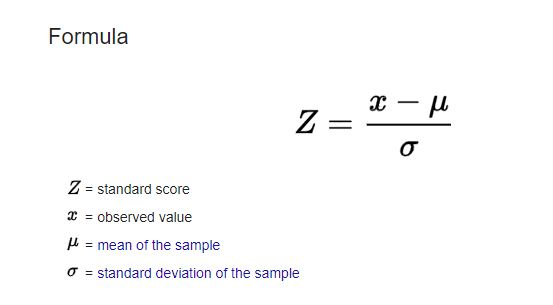 Formula
Z = x − μ / σ
Z = standard score
x = observed value
μ = mean of the sample
σ = standard deviation of the sample